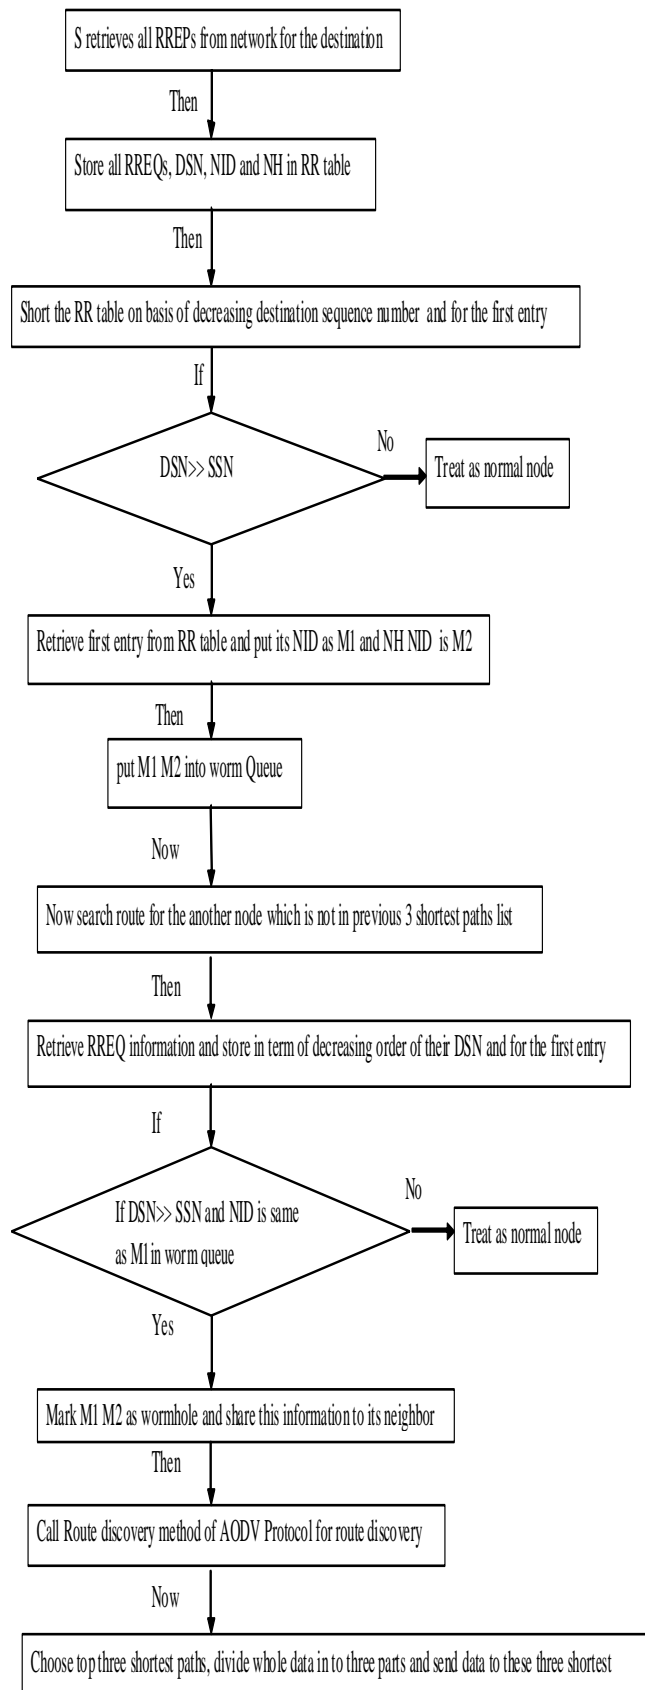 S retrieves all RREPs from network for the destination
Then
Store all RREQs, DSN, NID and NH in RR table
Then
Short the RR table on basis of decreasing destination sequence number and for the first entry
If
DSN>> SSN
No
Treat as normal node
Yes
Retrieve first entry from RR table and put its NID as M1 and NH NID is M2
Then
put M1 M2 into worm Queue
Now
Now search route for the another node which is not in previous 3 shortest paths list
Then
Retrieve RREQ information and store in term of decreasing order of their DSN and for the first entry
If
If DSN>> SSN and NID is same
as M1 in worm queue
No
Treat as normal node
Yes
Mark M1 M2 as wormhole and share this information to its neighbor
Then
Call Route discovery method of AODV Protocol for route discovery
Now
Choose top three shortest paths, divide whole data in to three parts and send data to these three shortest